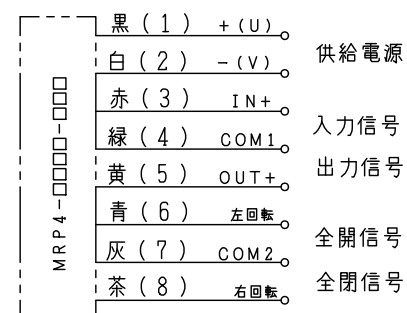 黒(1) +(U)
白(2) -(V)
供給電源
赤(3) IN+
緑(4) COM1
入力信号
黄(5) OUT+
出力信号
青(6) 左回転
灰(7) COM2
全開信号
茶(8) 右回転
全閉信号
MRP4-□□□□-□□□